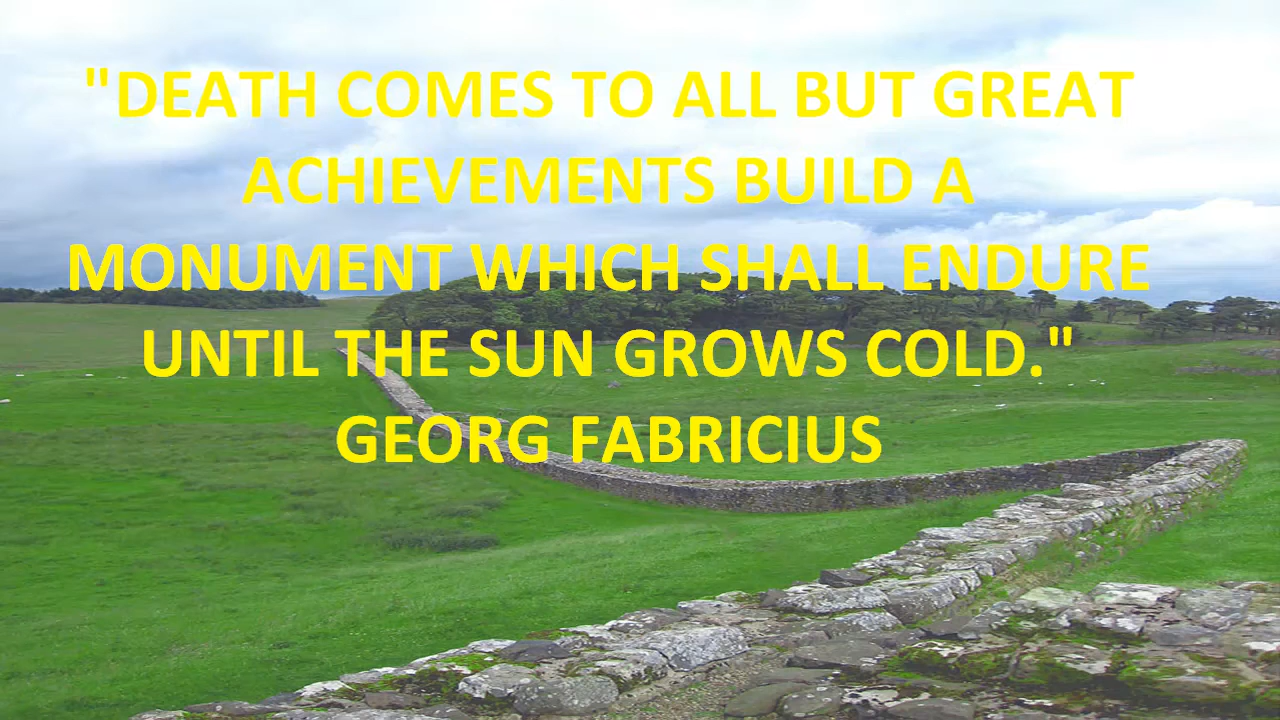 "DEATH COMES TO ALL BUT GREAT
ACHIEVEMENTS BUILD A
MONUMENT WHICH SHALL ENDURE
UNTIL THE SUN GROWS COLD."
GEORG FABRICIUS